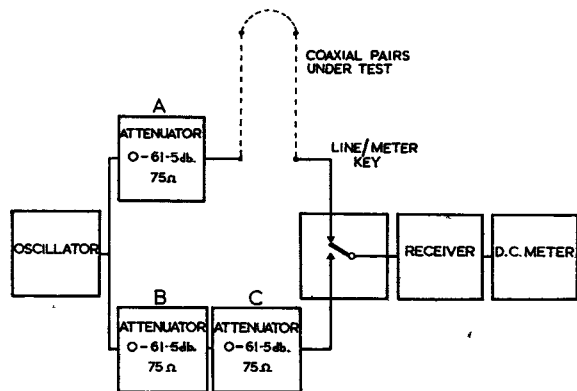 COAXIAL PAIRS
UNDER TEST
A
ATTENUATOR
0-61·5db.
75Ω
LINE/METER
KEY
OSCILLATOR
RECEIVER
D.C. METER
B
ATTENUATOR
0-61·5db.
75Ω
C
ATTENUATOR
0-61·5db.
75Ω